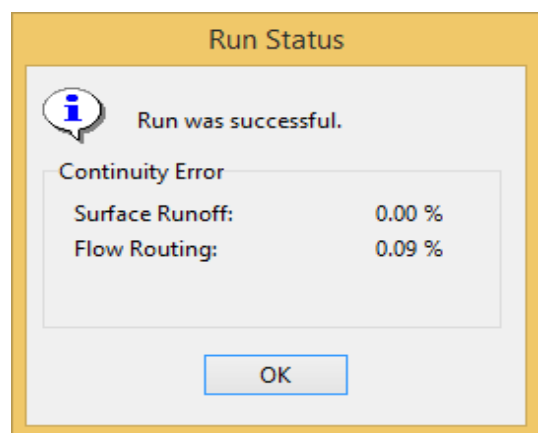 Run Status
Run was successful.
Continuity Error
Surface Runoff: 0.00 %
Flow Routing: 0.09 %
OK